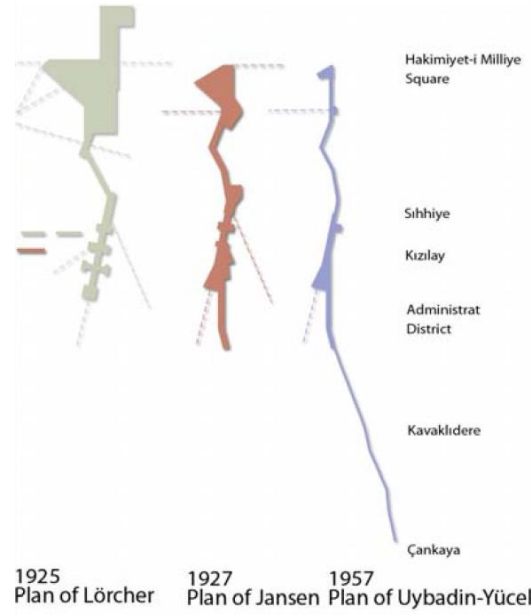 Hakimiyet-i Milliye
Square
Sıhhiye
Kızılay
Administrat
District
Kavaklıdere
Çankaya
1925
Plan of Lörcher
1927
Plan of Jansen
1957
Plan of Uybadin-Yücel